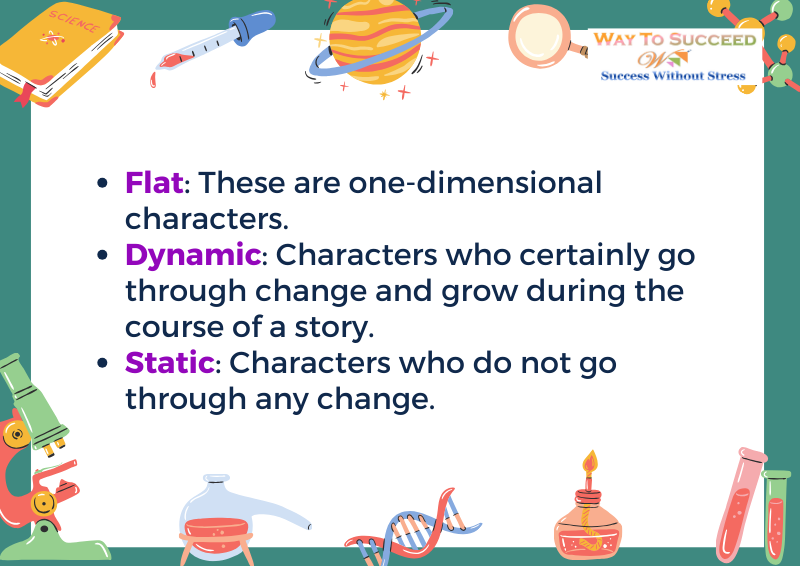 SCIENCE
WAY TO SUCCEED
Success Without Stress
• Flat: These are one-dimensional
characters.
• Dynamic: Characters who certainly go
through change and grow during the
course of a story.
• Static: Characters who do not go
through any change.